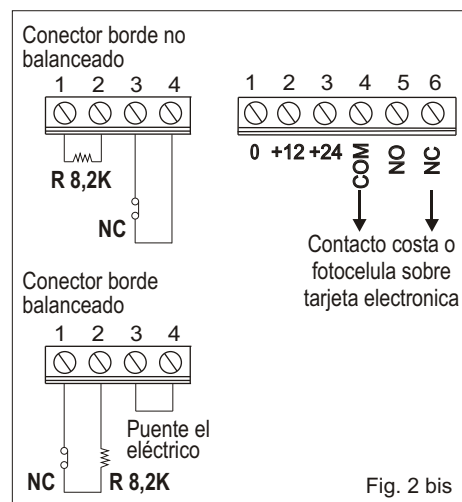 Conector borde no
balanceado
1 2 3 4
R 8,2K
NC
1 2 3 4 5 6
0 +12 +24 COM NO NC
Contacto costa o
fotocelula sobre
tarjeta electronica
Conector borde
balanceado
1 2 3 4
Puente el
eléctrico
NC R 8,2K
Fig. 2 bis